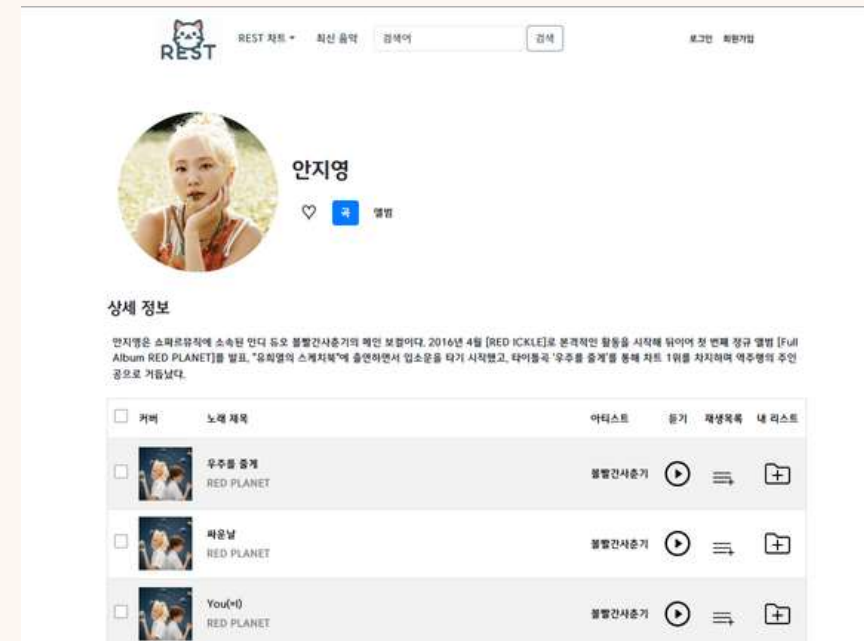 REST
REST 차트
최신 음악
검색어
검색
로그인
회원가입
안지영
♡
곡
앨범
상세 정보
안지영은 쇼파르뮤직에 소속된 인디 듀오 볼빨간사춘기의 메인 보컬이다. 2016년 4월 [RED ICKLE]로 본격적인 활동을 시작해 뒤이어 첫 번째 정규 앨범 [Full
Album RED PLANET]를 발표, "유희열의 스케치북"에 출연하면서 입소문을 타기 시작했고, 타이틀곡 '우주를 줄게'를 통해 차트 1위를 차지하며 역주행의 주인
공으로 거듭났다.
커버 노래 제목 아티스트 듣기 재생목록 내 리스트
우주를 줄게
RED PLANET
볼빨간사춘기
싸운날
RED PLANET
볼빨간사춘기
You(=I)
RED PLANET
볼빨간사춘기